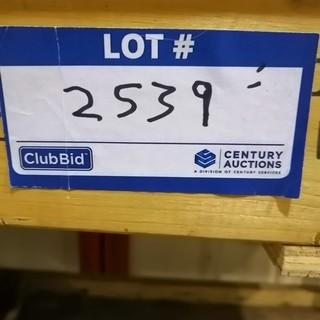 LOT #
2539
ClubBid
CENTURY
AUCTIONS
A DIVISION OF CENTURY SERVICES